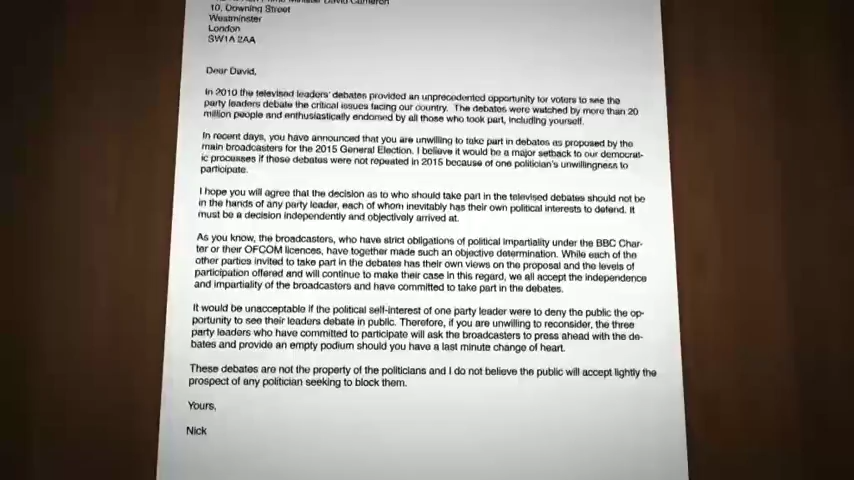 Minister David Cameron
10, Downing Street
Westminster
London
SW1A 2AA
Dear David,
In 2010 the televised leaders' debates provided an unprecedented opportunity for voters to see the
party leaders debate the critical issues facing our country. The debates were watched by more than 20
million people and enthusiastically endorsed by all those who took part, including yourself.
In recent days, you have announced that you are unwilling to take part in debates as proposed by the
main broadcasters for the 2015 General Election. I believe it would be a major setback to our democrat-
ic processes if these debates were not repeated in 2015 because of one politician's unwillingness to
participate.
I hope you will agree that the decision as to who should take part in the televised debates should not be
in the hands of any party leader, each of whom inevitably has their own political interests to defend. It
must be a decision independently and objectively arrived at.
As you know, the broadcasters, who have strict obligations of political impartiality under the BBC Char-
ter or their OFCOM licences, have together made such an objective determination. While each of the
other parties invited to take part in the debates has their own views on the proposal and the levels of
participation offered and will continue to make their case in this regard, we all accept the independence
and impartiality of the broadcasters and have committed to take part in the debates.
It would be unacceptable if the political self-interest of one party leader were to deny the public the op-
portunity to see their leaders debate in public. Therefore, if you are unwilling to reconsider, the three
party leaders who have committed to participate will ask the broadcasters to press ahead with the de-
bates and provide an empty podium should you have a last minute change of heart.
These debates are not the property of the politicians and I do not believe the public will accept lightly the
prospect of any politician seeking to block them.
Yours,
Nick